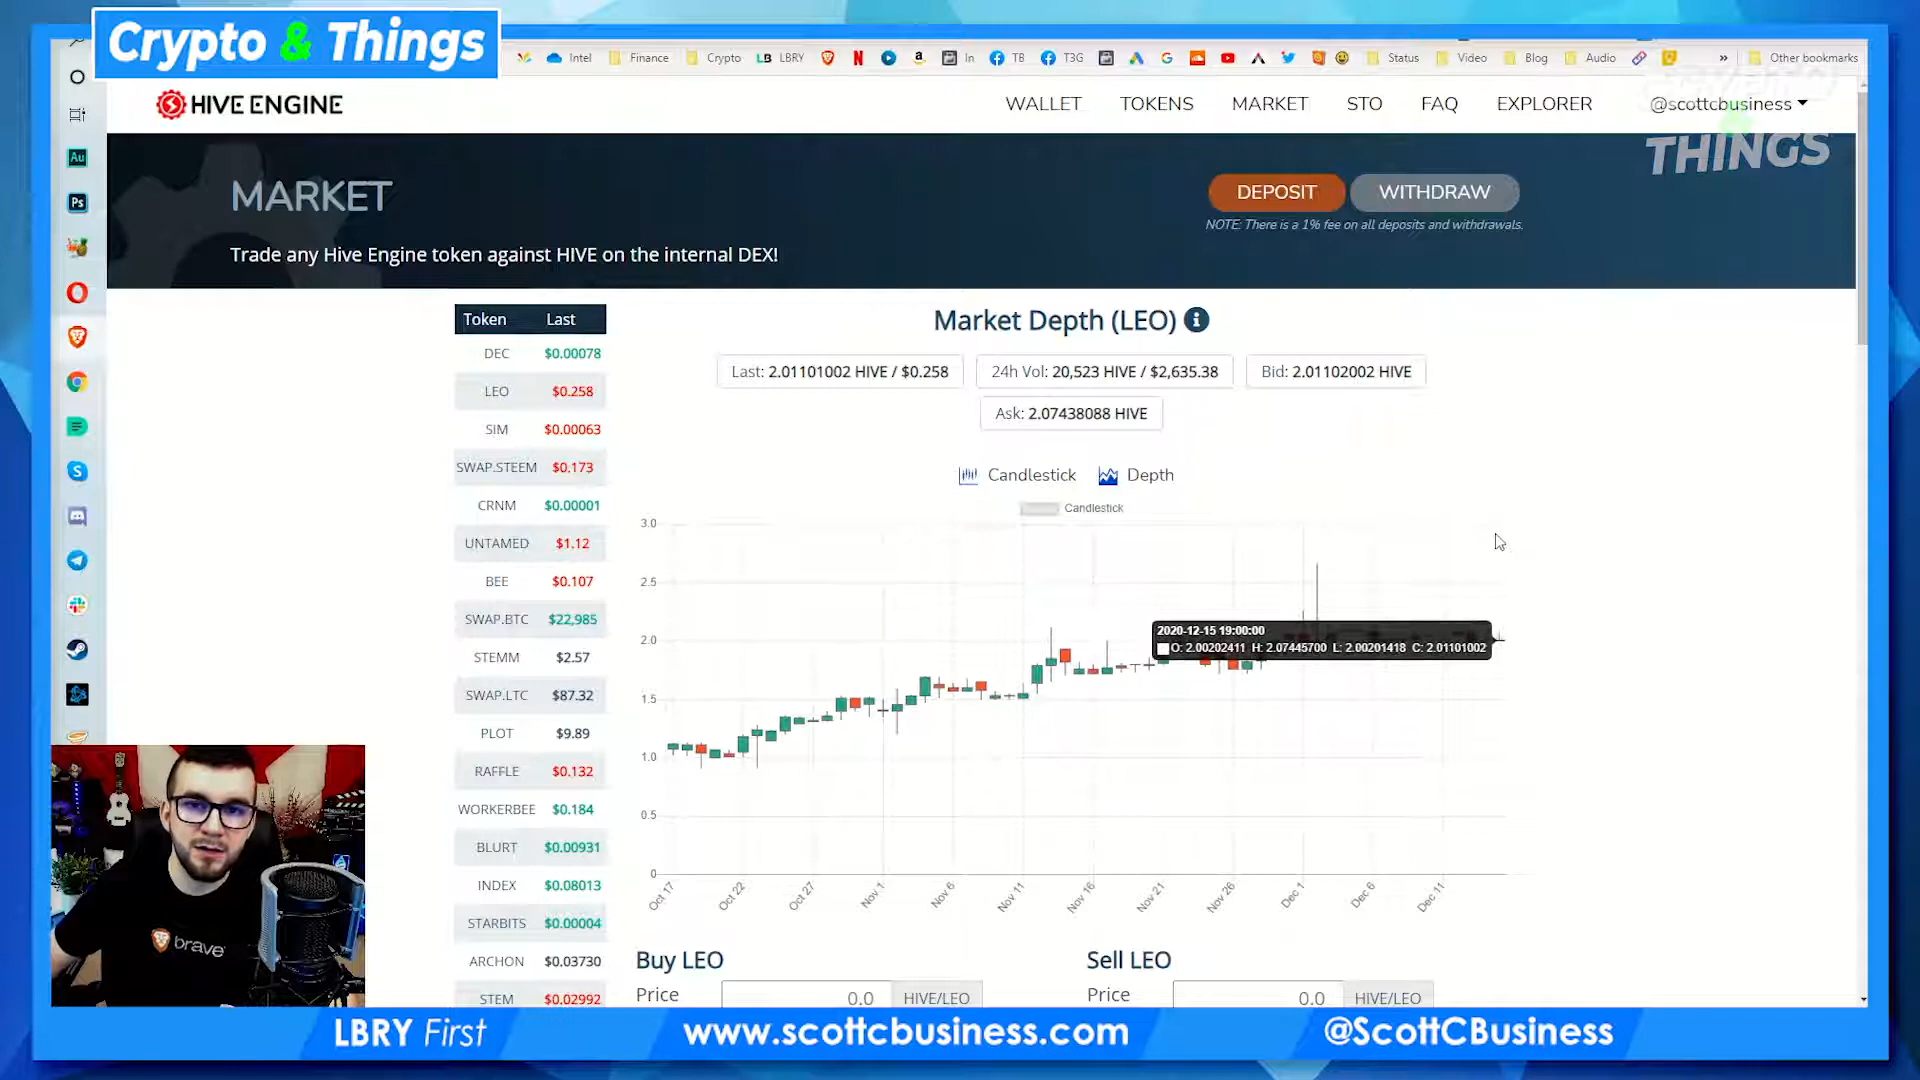 Crypto & Things
Intel
Finance
Crypto
LBRY
In
TB
T3G
Status
Video
Blog
Audio
»
Other bookmarks
HIVE ENGINE
WALLET
TOKENS
MARKET
STO
FAQ
EXPLORER
@scottcbusiness
THINGS
MARKET
DEPOSIT
WITHDRAW
NOTE: There is a 1% fee on all deposits and withdrawals.
Trade any Hive Engine token against HIVE on the internal DEX!
Token Last
DEC $0.00078
LEO $0.258
SIM $0.00063
SWAP.STEEM $0.173
CRNM $0.00001
UNTAMED $1.12
BEE $0.107
SWAP.BTC $22,985
STEMM $2.57
SWAP.LTC $87.32
PLOT $9.89
RAFFLE $0.132
WORKERBEE $0.184
BLURT $0.00931
INDEX $0.08013
STARBITS $0.00004
ARCHON $0.03730
STEM $0.02992
Market Depth (LEO)
Last: 2.01101002 HIVE / $0.258
24h Vol: 20,523 HIVE / $2,635.38
Bid: 2.01102002 HIVE
Ask: 2.07438088 HIVE
Candlestick
Depth
Candlestick
3.0
2.5
2.0
1.5
1.0
0.5
0
2020-12-15 19:00:00
O: 2.00202411 H: 2.07445700 L: 2.00201418 C: 2.01101002
Oct 17
Oct 22
Oct 27
Nov 1
Nov 6
Nov 11
Nov 16
Nov 21
Nov 26
Dec 1
Dec 6
Dec 11
Buy LEO
Price 0.0 HIVE/LEO
Sell LEO
Price 0.0 HIVE/LEO
Au
Ps
brave
LBRY First
www.scottcbusiness.com
@ScottCBusiness